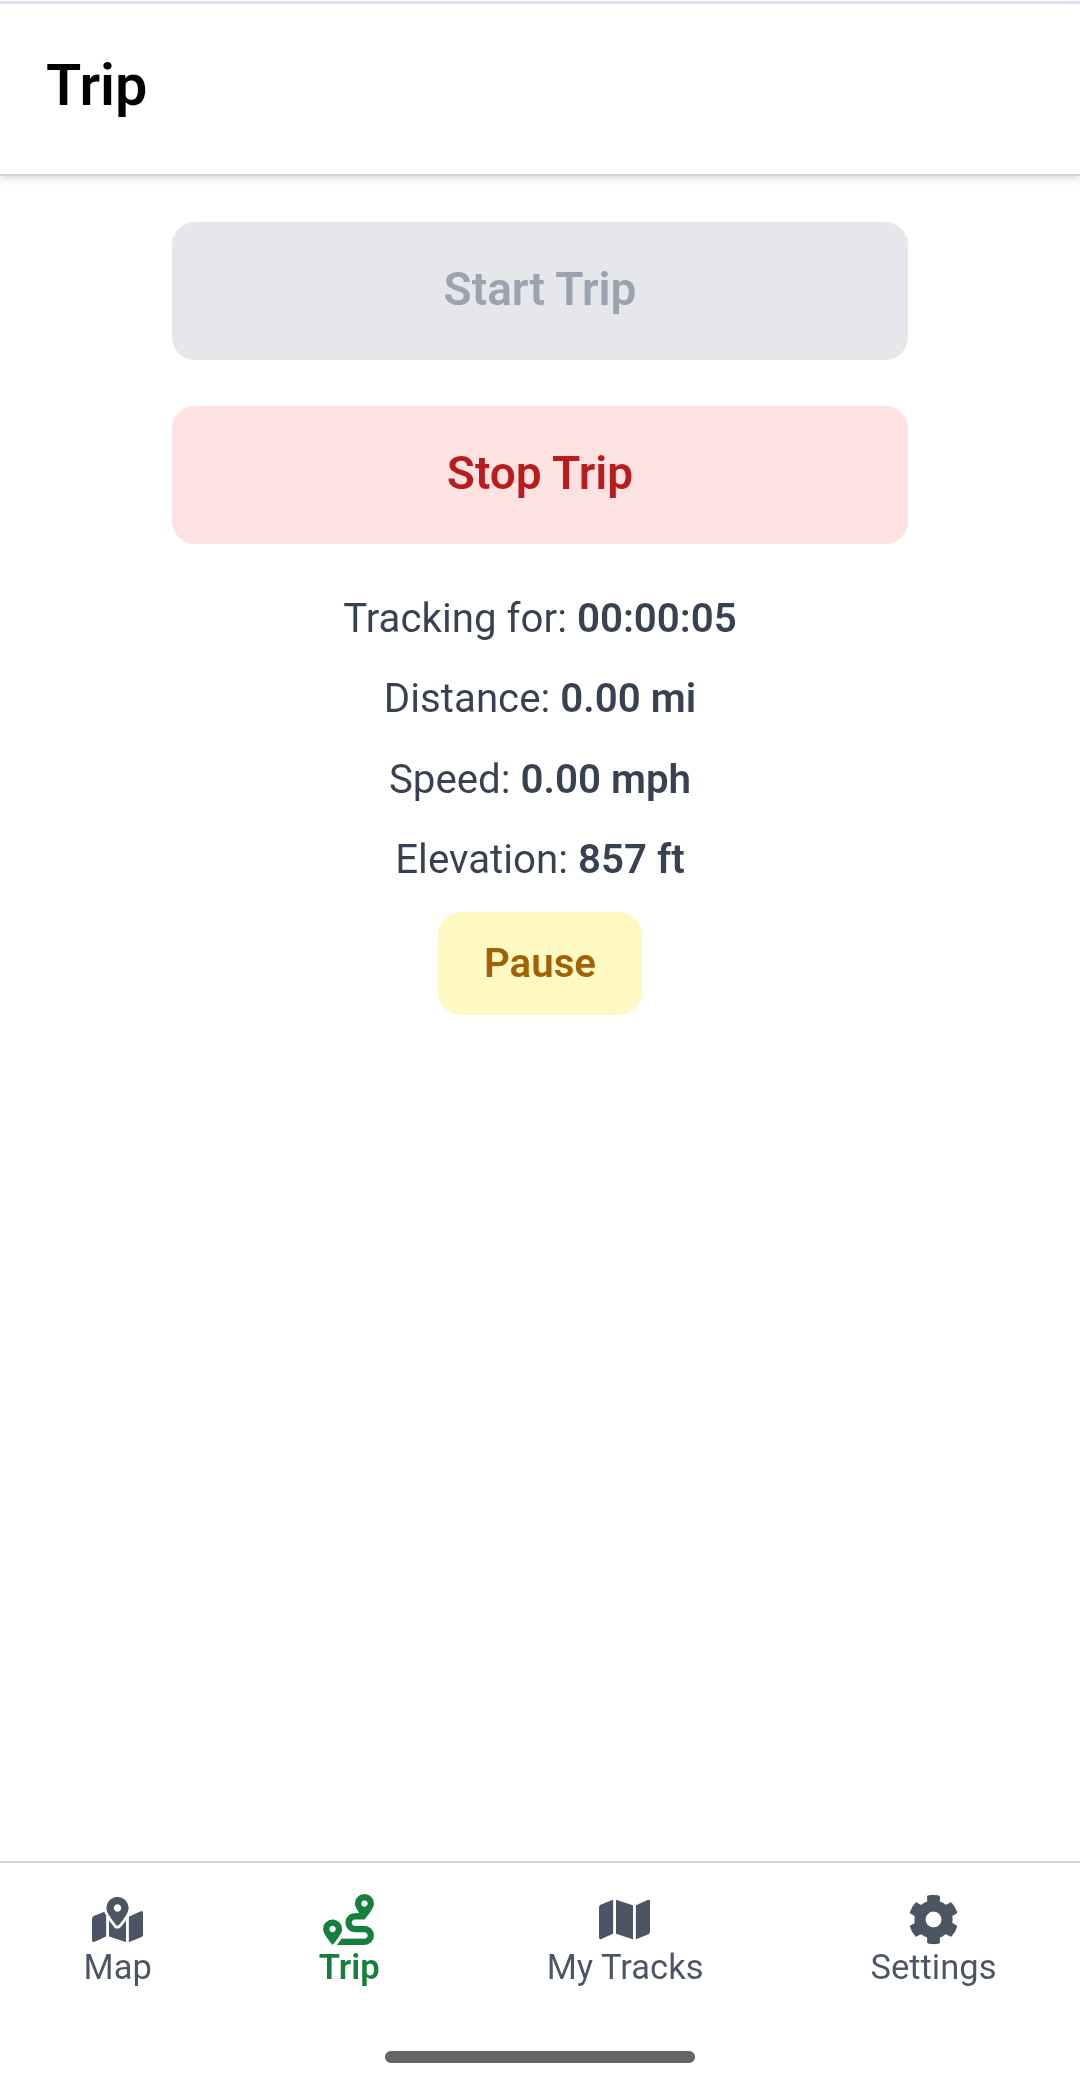 Trip
Start Trip
Stop Trip
Tracking for: 00:00:05
Distance: 0.00 mi
Speed: 0.00 mph
Elevation: 857 ft
Pause
Map
Trip
My Tracks
Settings